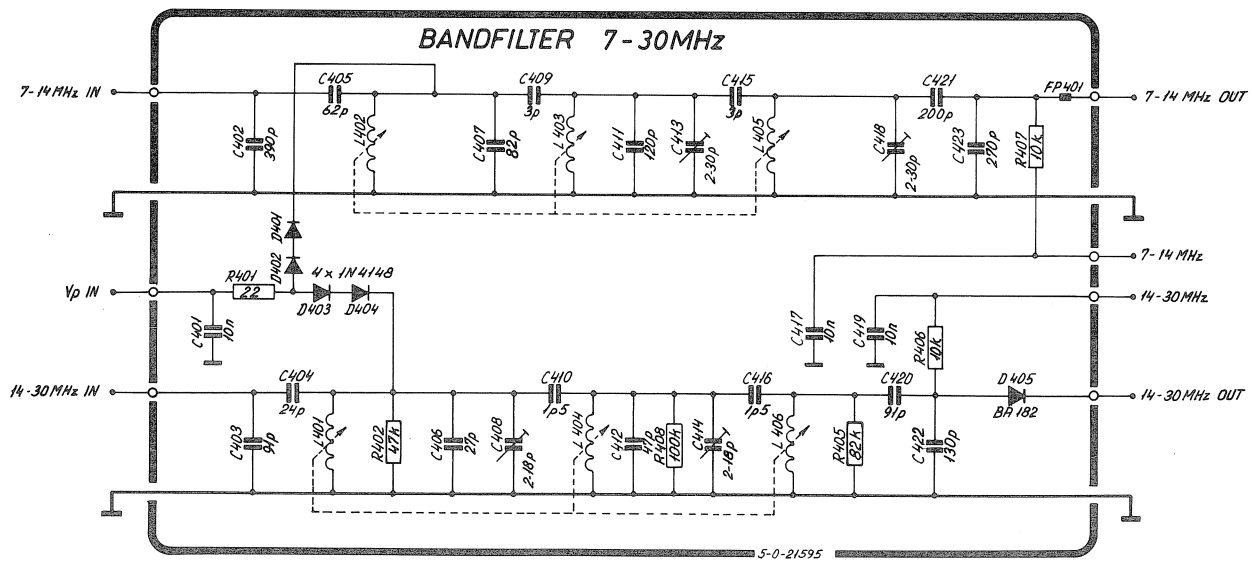 BANDFILTER 7-30MHz
7-14MHz IN
C405
62p
C409
3p
C415
3p
C421
200p
FP401
7-14 MHz OUT
C402
390p
L402
C407
82p
L403
C411
120p
C413
2-30p
L405
C418
2-30p
C423
270p
R407
10k
D401
D402
7-14 MHz
Vp IN
R401
22
4 x 1N4148
D403
D404
14-30MHz
C401
10n
C417
10n
C419
10n
R406
10k
14-30MHz IN
C404
24p
C410
1p5
C416
1p5
C420
91p
D405
BA 182
14-30MHz OUT
C403
91p
L401
R402
47k
C406
27p
C408
2-18p
L404
C412
47p
R408
100k
C414
2-18p
L406
R405
82k
C422
130p
5-0-21595